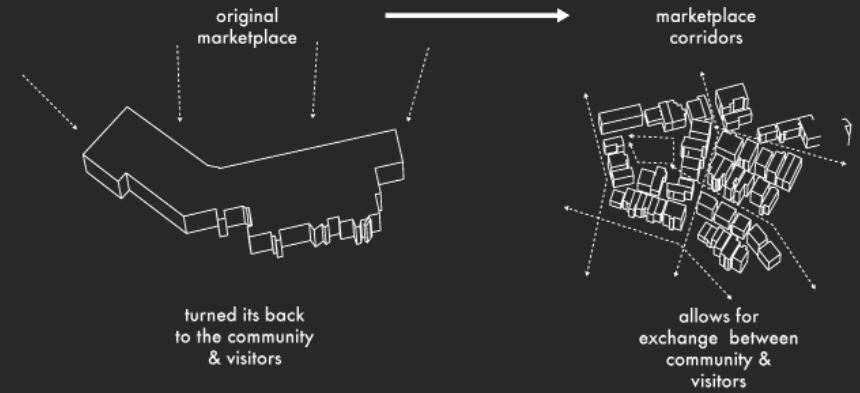 original
marketplace
marketplace
corridors
turned its back
to the community
& visitors
allows for
exchange between
community &
visitors